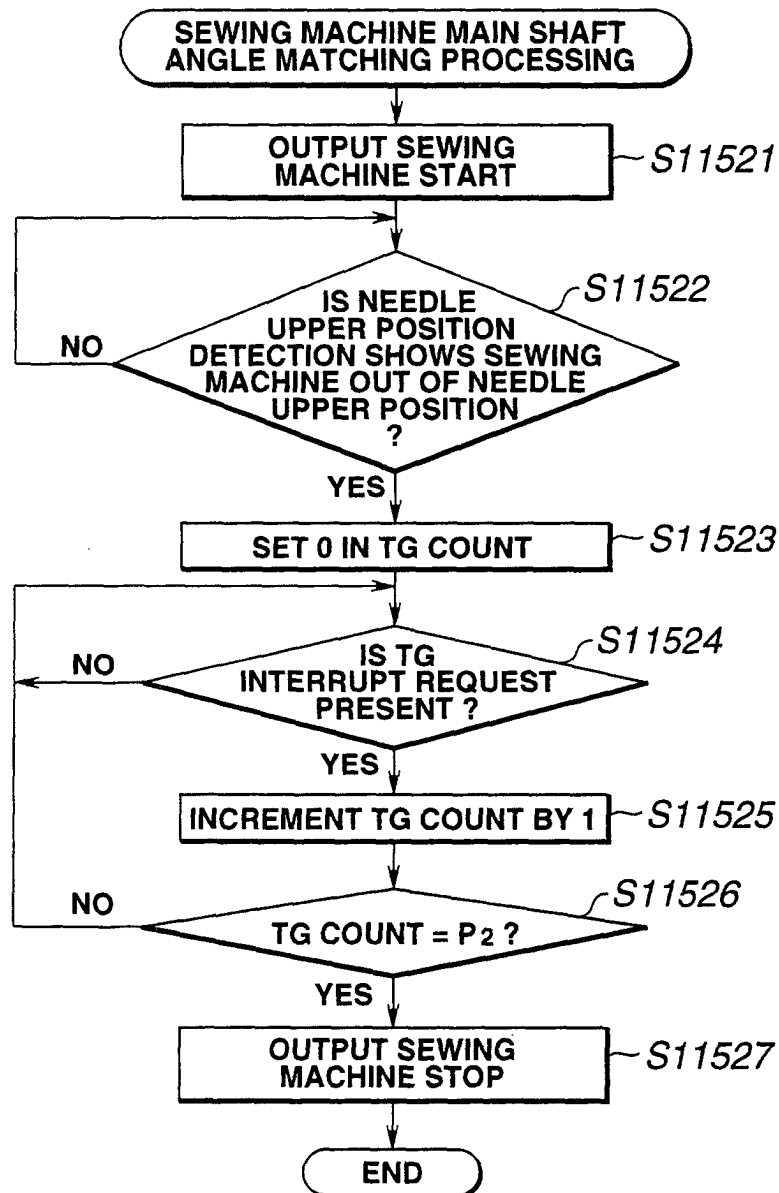 SEWING MACHINE MAIN SHAFT
ANGLE MATCHING PROCESSING
OUTPUT SEWING
MACHINE START
S11521
S11522
IS NEEDLE
UPPER POSITION
DETECTION SHOWS SEWING
MACHINE OUT OF NEEDLE
UPPER POSITION
?
NO
YES
SET 0 IN TG COUNT
S11523
S11524
IS TG
INTERRUPT REQUEST
PRESENT ?
NO
YES
INCREMENT TG COUNT BY 1
S11525
S11526
NO
TG COUNT = P2 ?
YES
OUTPUT SEWING
MACHINE STOP
S11527
END